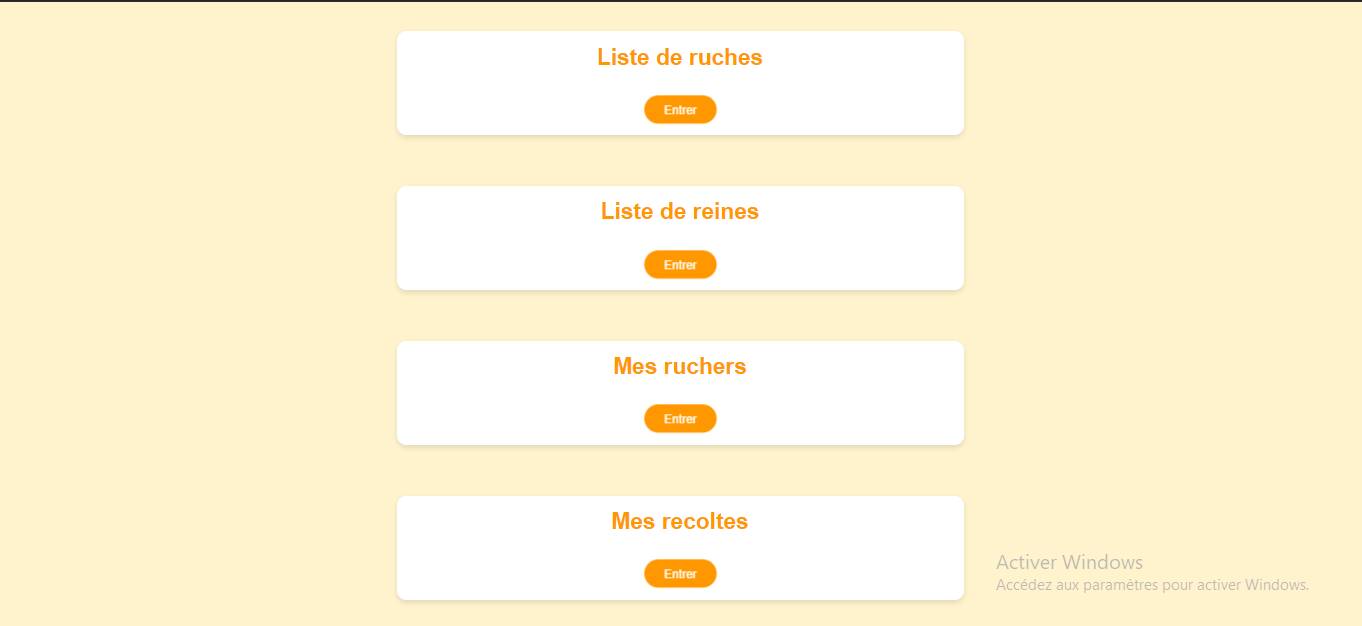 Liste de ruches
Entrer
Liste de reines
Entrer
Mes ruchers
Entrer
Mes recoltes
Entrer
Activer Windows
Accédez aux paramètres pour activer Windows.